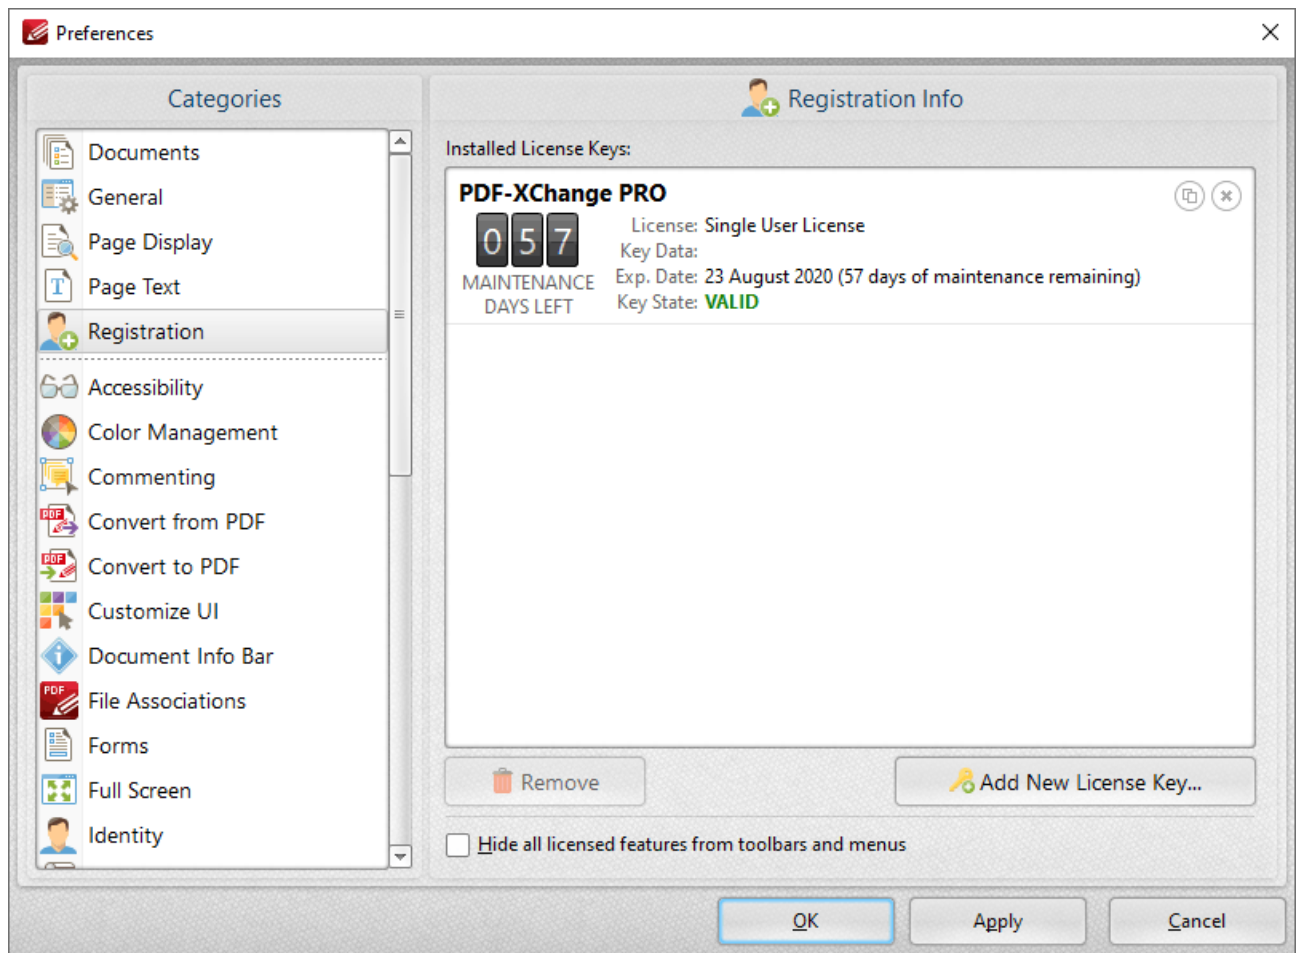 Preferences
Categories
Documents
General
Page Display
Page Text
T
Registration
Accessibility
Color Management
Commenting
Convert from PDF
PDF
Convert to PDF
PDF
Customize UI
Document Info Bar
i
File Associations
PDF
Forms
Full Screen
Identity
Registration Info
Installed License Keys:
PDF-XChange PRO
057
MAINTENANCE
DAYS LEFT
License: Single User License
Key Data:
Exp. Date: 23 August 2020 (57 days of maintenance remaining)
Key State: VALID
Remove
Add New License Key...
Hide all licensed features from toolbars and menus
OK
Apply
Cancel